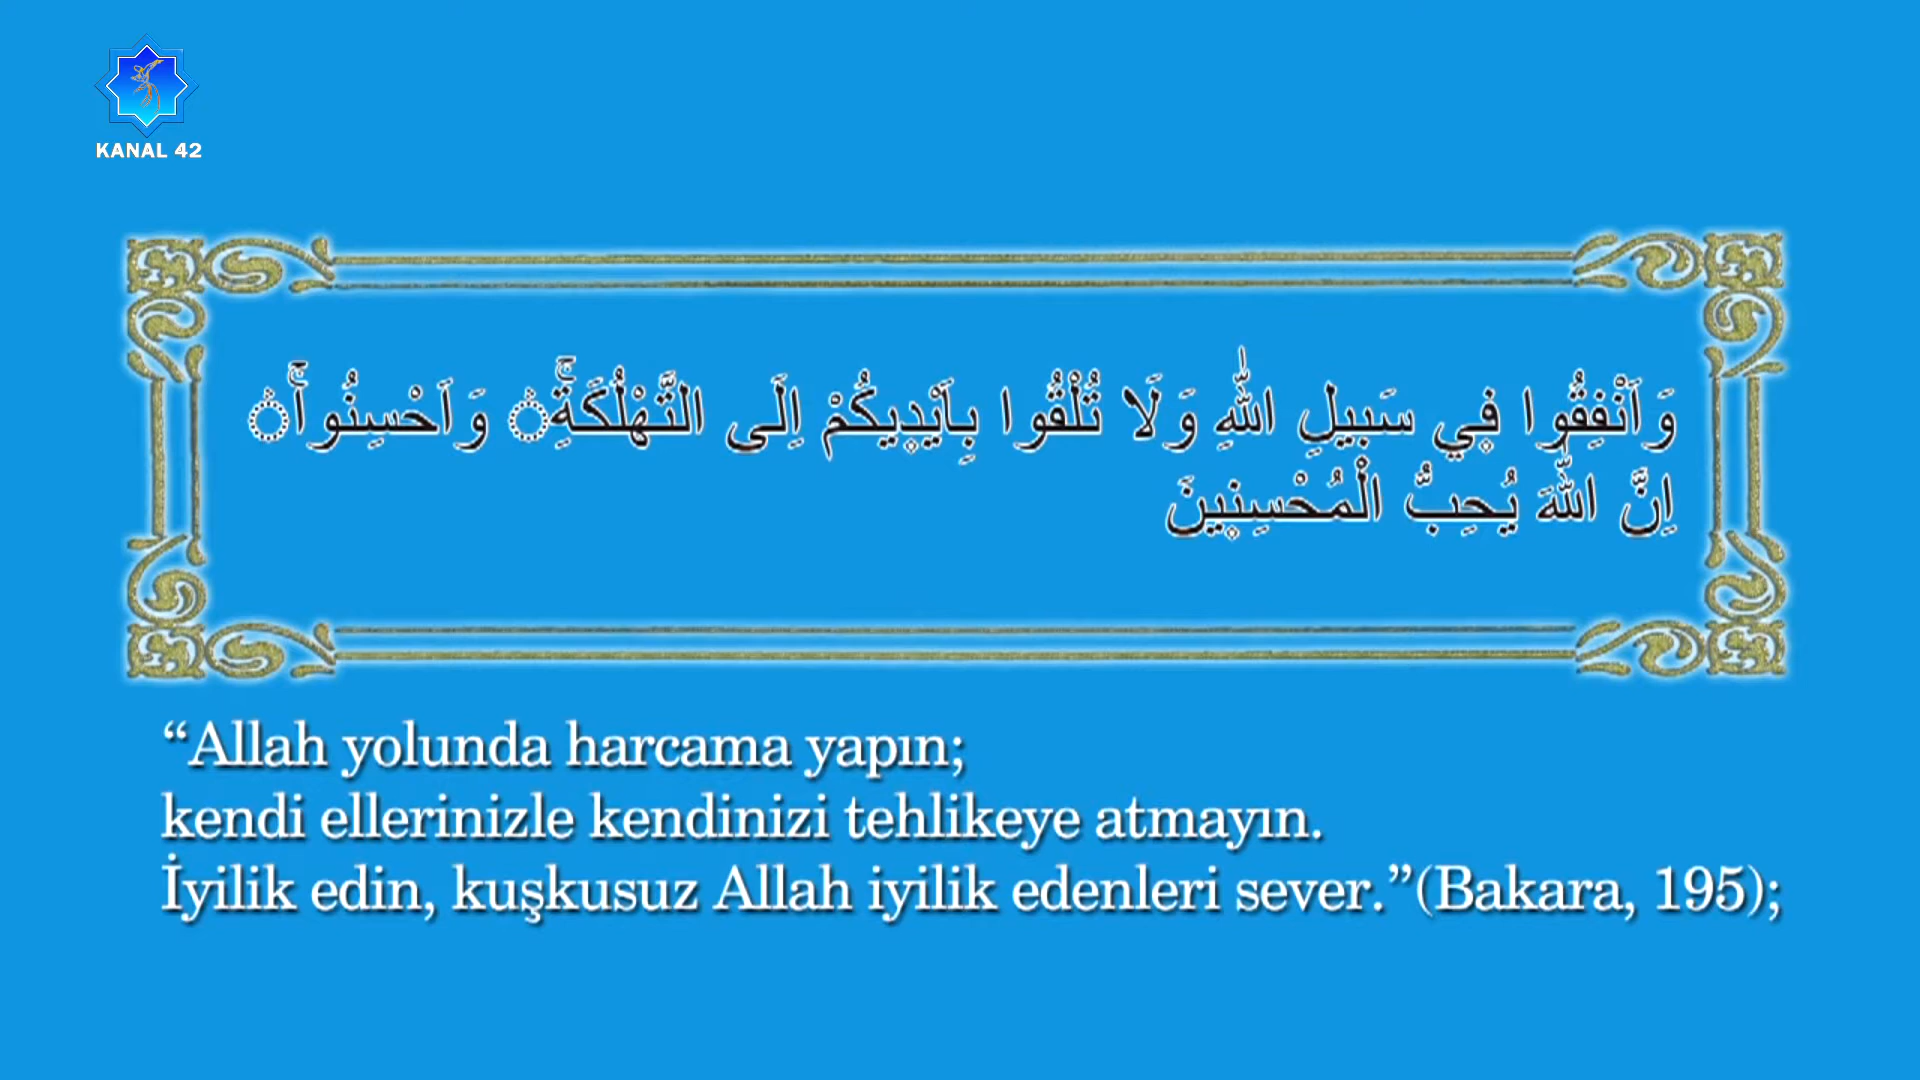 KANAL 42
وَاَنْفِقُوا فٖي سَبٖيلِ اللّٰهِ وَلَا تُلْقُوا بِاَيْدٖيكُمْ اِلَى التَّهْلُكَةِۚۛ وَاَحْسِنُواۚۛ
اِنَّ اللّٰهَ يُحِبُّ الْمُحْسِنٖينَ
“Allah yolunda harcama yapın;
kendi ellerinizle kendinizi tehlikeye atmayın.
İyilik edin, kuşkusuz Allah iyilik edenleri sever.”(Bakara, 195);